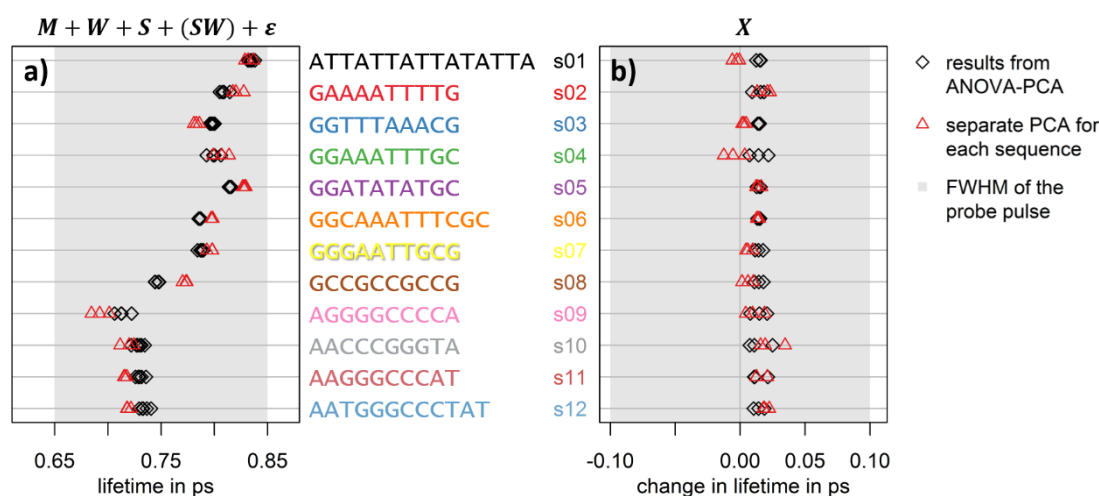 M + W + S + (SW) + ε
X
a)
ATTATTATTATATTA s01
b)
GAAAATTTTG s02
GGTTTAAACG s03
GGAAATTTGC s04
GGATATATGC s05
GGCAAATTTCGC s06
GGGAATTGCG s07
GCCGCCGCCG s08
AGGGGCCCCA s09
AACCCGGGTA s10
AAGGGCCCAT s11
AATGGGCCCTAT s12
results from
ANOVA-PCA
separate PCA for
each sequence
FWHM of the
probe pulse
0.65 0.75 0.85
lifetime in ps
-0.10 0.00 0.05 0.10
change in lifetime in ps